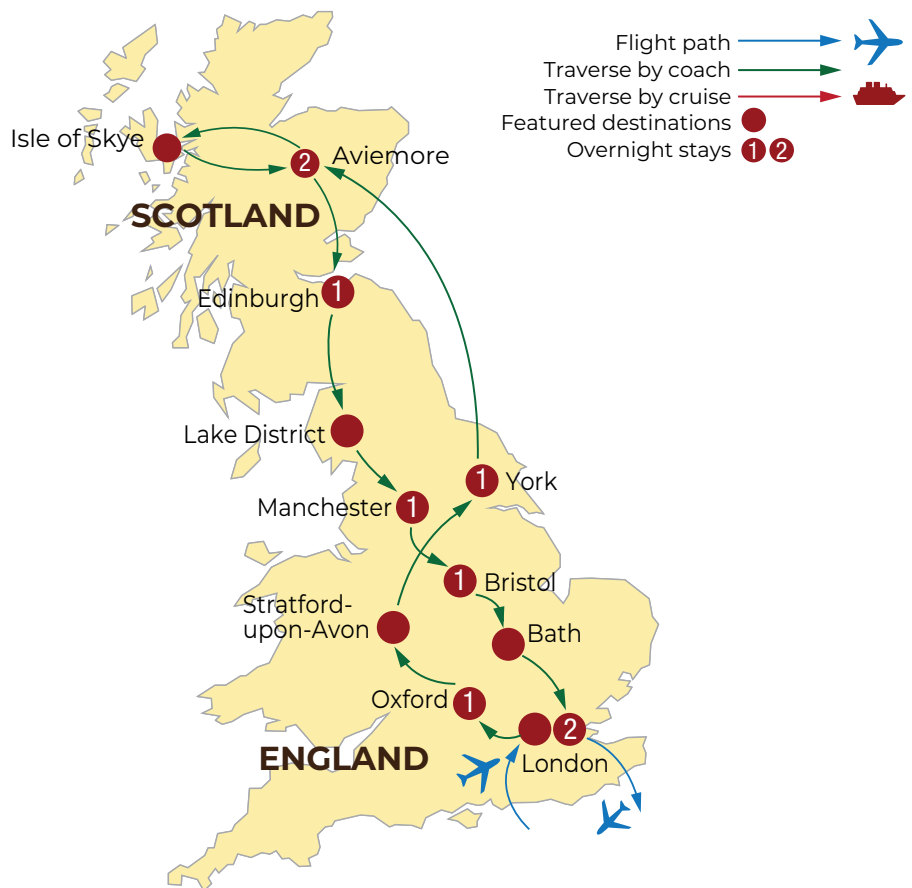 Flight path
Traverse by coach
Traverse by cruise
Featured destinations
Overnight stays 1 2
Isle of Skye
2 Aviemore
SCOTLAND
Edinburgh 1
Lake District
1 York
Manchester 1
1 Bristol
Stratford-
upon-Avon
Bath
Oxford 1
2
London
ENGLAND